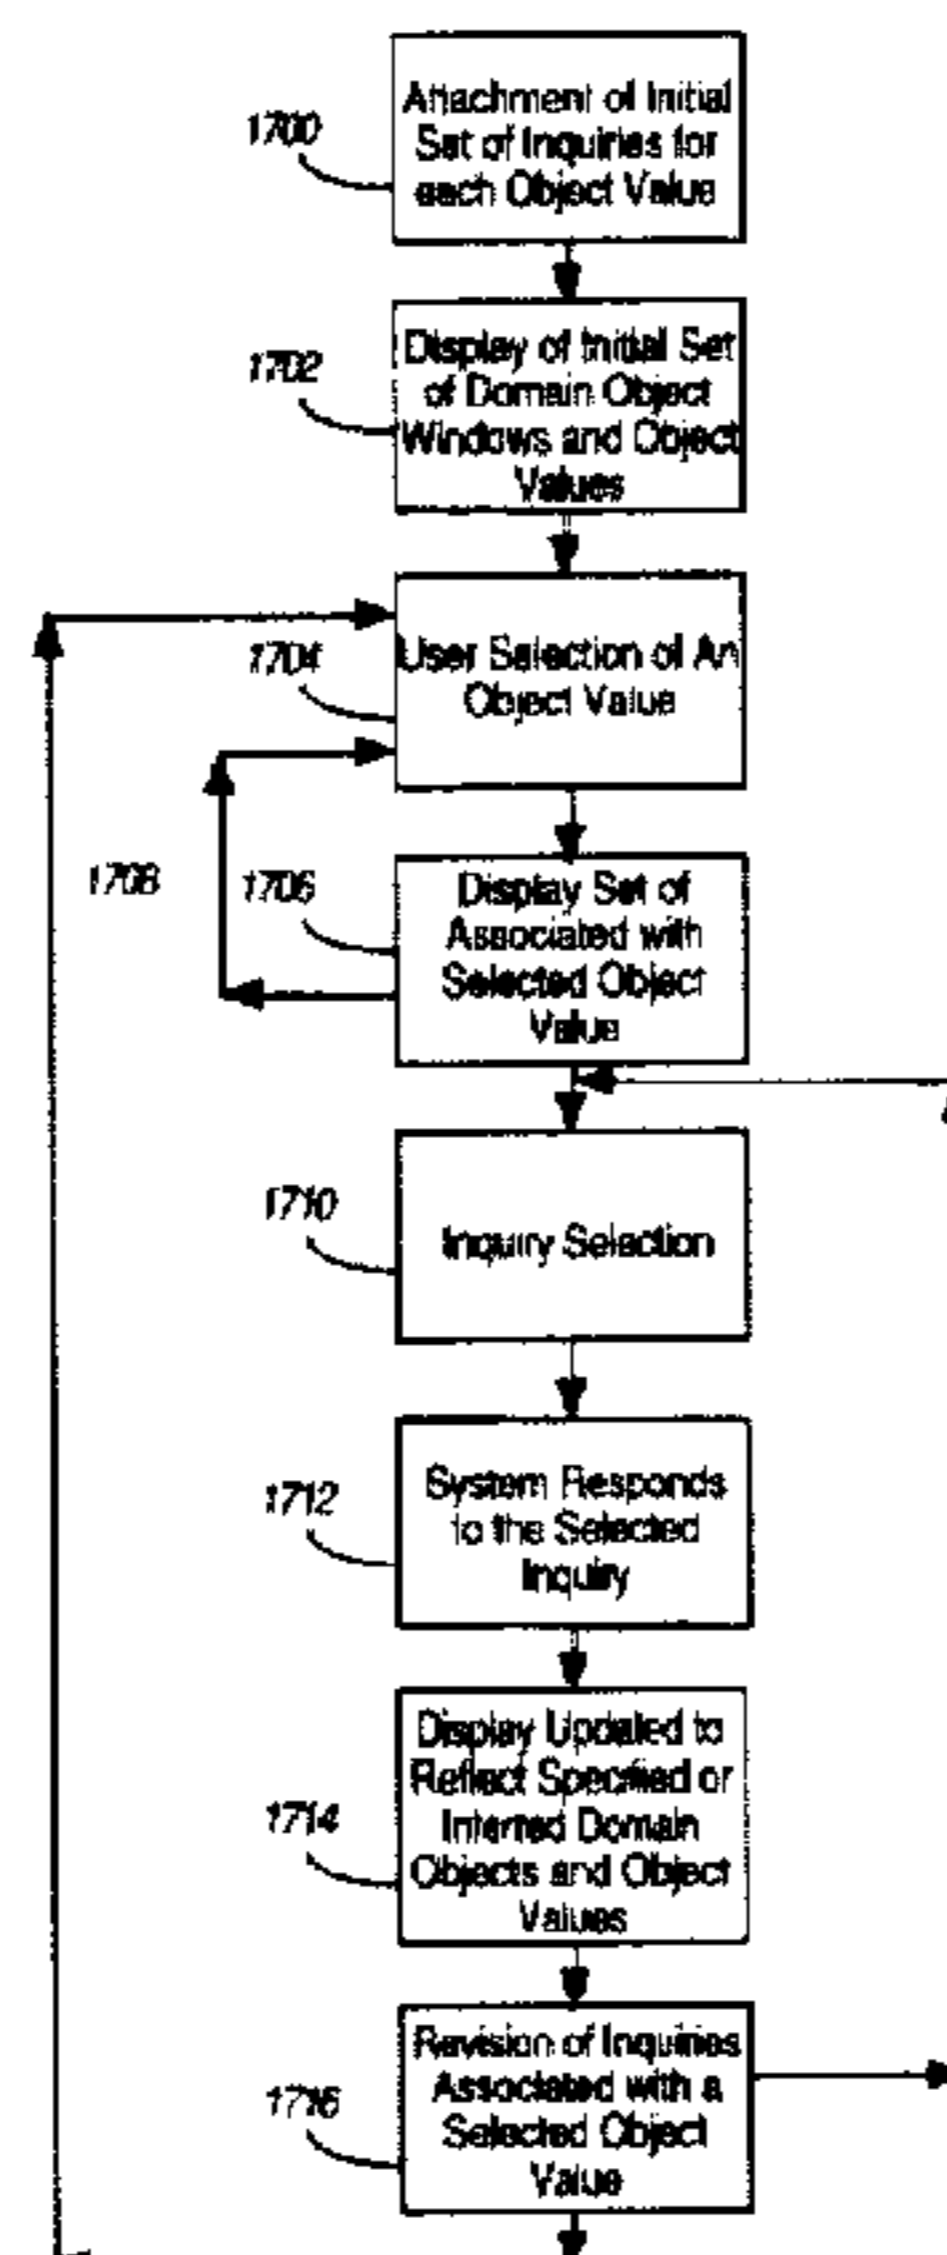 1700
Attachment of Initial
Set of Inquiries for
each Object Value
1702
Display of Initial Set
of Domain Object
Windows and Object
Values
1704
User Selection of An
Object Value
1708
1706
Display Set of
Associated with
Selected Object
Value
1710
Inquiry Selection
1712
System Responds
to the Selected
Inquiry
1714
Display Updated to
Reflect Specified or
Inferred Domain
Objects and Object
Values
1716
Revision of Inquiries
Associated with a
Selected Object
Value